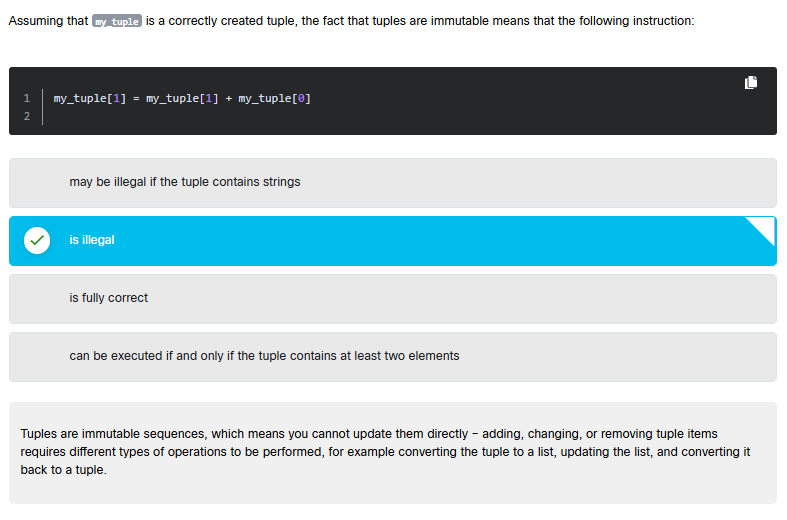 Assuming that my_tuple is a correctly created tuple, the fact that tuples are immutable means that the following instruction:
1 my_tuple[1] = my_tuple[1] + my_tuple[0]
2
may be illegal if the tuple contains strings
is illegal
is fully correct
can be executed if and only if the tuple contains at least two elements
Tuples are immutable sequences, which means you cannot update them directly – adding, changing, or removing tuple items
requires different types of operations to be performed, for example converting the tuple to a list, updating the list, and converting it
back to a tuple.